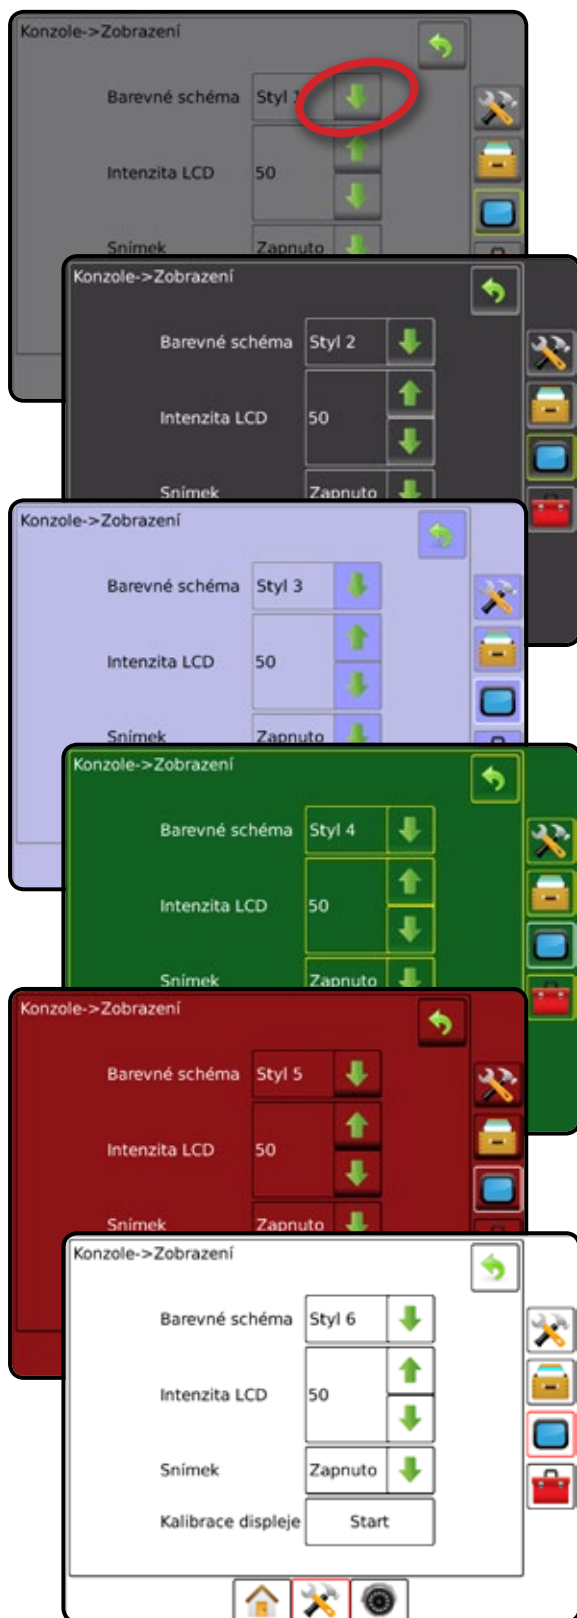 Konzole->Zobrazení
Barevné schéma Styl 1
Intenzita LCD 50
Snímek Zapnuto
Konzole->Zobrazení
Barevné schéma Styl 2
Intenzita LCD 50
Snímek Zapnuto
Konzole->Zobrazení
Barevné schéma Styl 3
Intenzita LCD 50
Snímek Zapnuto
Konzole->Zobrazení
Barevné schéma Styl 4
Intenzita LCD 50
Snímek Zapnuto
Konzole->Zobrazení
Barevné schéma Styl 5
Intenzita LCD 50
Snímek Zapnuto
Konzole->Zobrazení
Barevné schéma Styl 6
Intenzita LCD 50
Snímek Zapnuto
Kalibrace displeje Start